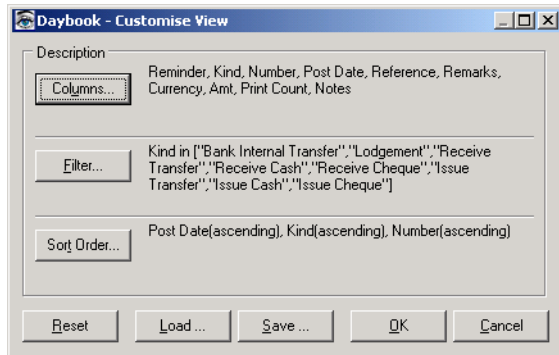 Daybook - Customise View
Description
Columns...
Reminder, Kind, Number, Post Date, Reference, Remarks,
Currency, Amt, Print Count, Notes
Filter...
Kind in ["Bank Internal Transfer","Lodgement","Receive
Transfer","Receive Cash","Receive Cheque","Issue
Transfer","Issue Cash","Issue Cheque"]
Sort Order...
Post Date(ascending), Kind(ascending), Number(ascending)
Reset
Load ...
Save ...
OK
Cancel